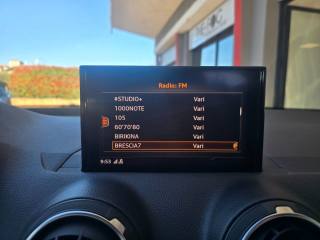 Radio: FM
#STUDIO+ Vari
1000NOTE Vari
105 Vari
60'70'80 Vari
BIRIKINA Vari
BRESCIA7 Vari
9:53